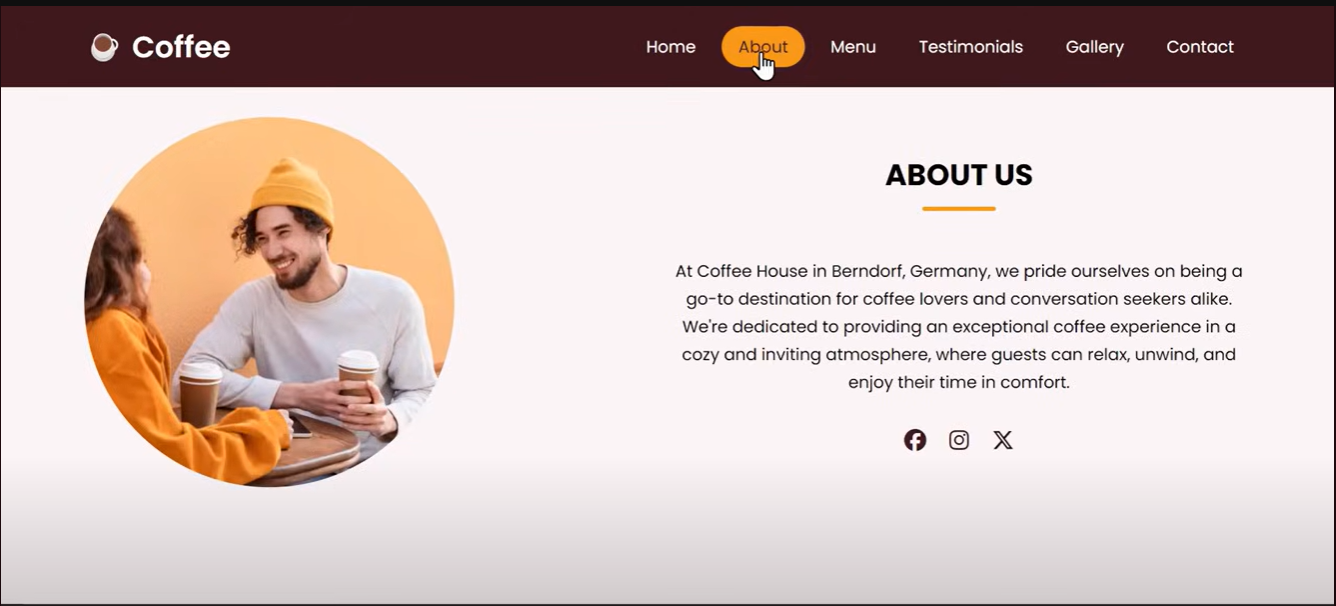 Coffee
Home About Menu Testimonials Gallery Contact
ABOUT US
At Coffee House in Berndorf, Germany, we pride ourselves on being a
go-to destination for coffee lovers and conversation seekers alike.
We're dedicated to providing an exceptional coffee experience in a
cozy and inviting atmosphere, where guests can relax, unwind, and
enjoy their time in comfort.